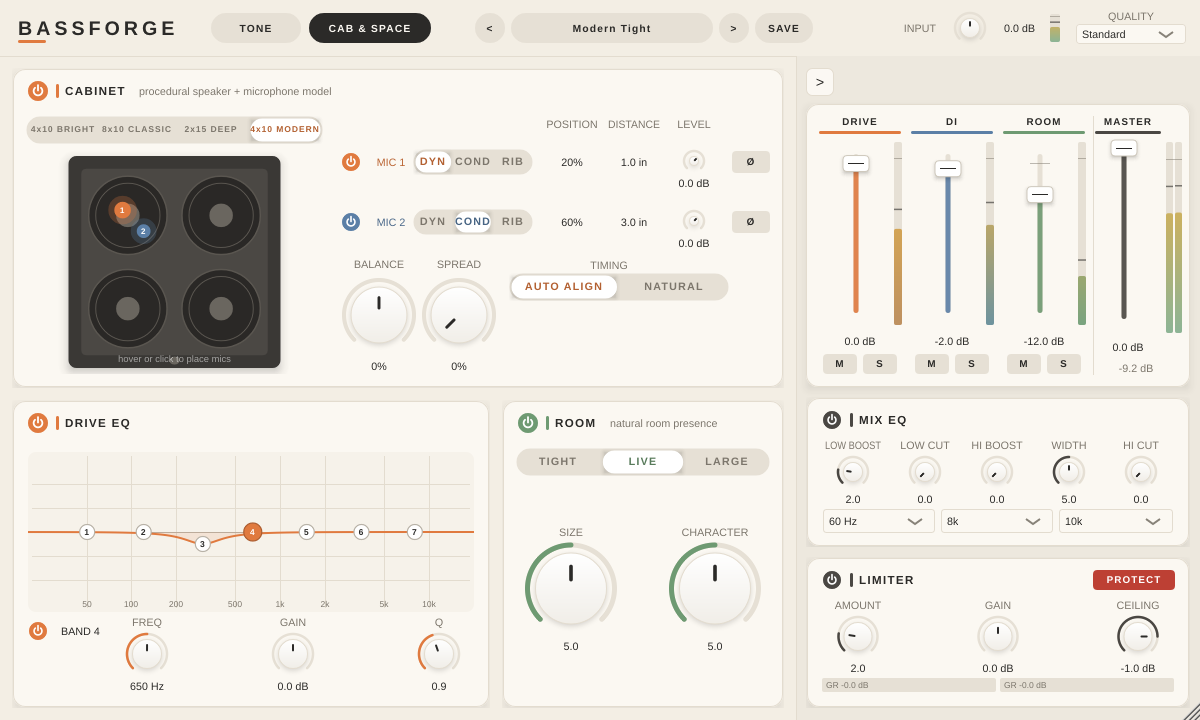 BASSFORGE
TONE
CAB & SPACE
<
Modern Tight
>
SAVE
INPUT
0.0 dB
QUALITY
Standard
CABINET
procedural speaker + microphone model
4x10 BRIGHT
8x10 CLASSIC
2x15 DEEP
4x10 MODERN
1
2
hover or click to place mics
POSITION
DISTANCE
LEVEL
MIC 1
DYN
COND
RIB
20%
1.0 in
0.0 dB
Ø
MIC 2
DYN
COND
RIB
60%
3.0 in
0.0 dB
Ø
BALANCE
SPREAD
TIMING
AUTO ALIGN
NATURAL
0%
0%
>
DRIVE
DI
ROOM
MASTER
0.0 dB
-2.0 dB
-12.0 dB
0.0 dB
M
S
M
S
M
S
-9.2 dB
DRIVE EQ
1
2
3
4
5
6
7
50
100
200
500
1k
2k
5k
10k
BAND 4
FREQ
GAIN
Q
650 Hz
0.0 dB
0.9
ROOM
natural room presence
TIGHT
LIVE
LARGE
SIZE
CHARACTER
5.0
5.0
MIX EQ
LOW BOOST
LOW CUT
HI BOOST
WIDTH
HI CUT
2.0
0.0
0.0
5.0
0.0
60 Hz
8k
10k
LIMITER
PROTECT
AMOUNT
GAIN
CEILING
2.0
0.0 dB
-1.0 dB
GR -0.0 dB
GR -0.0 dB